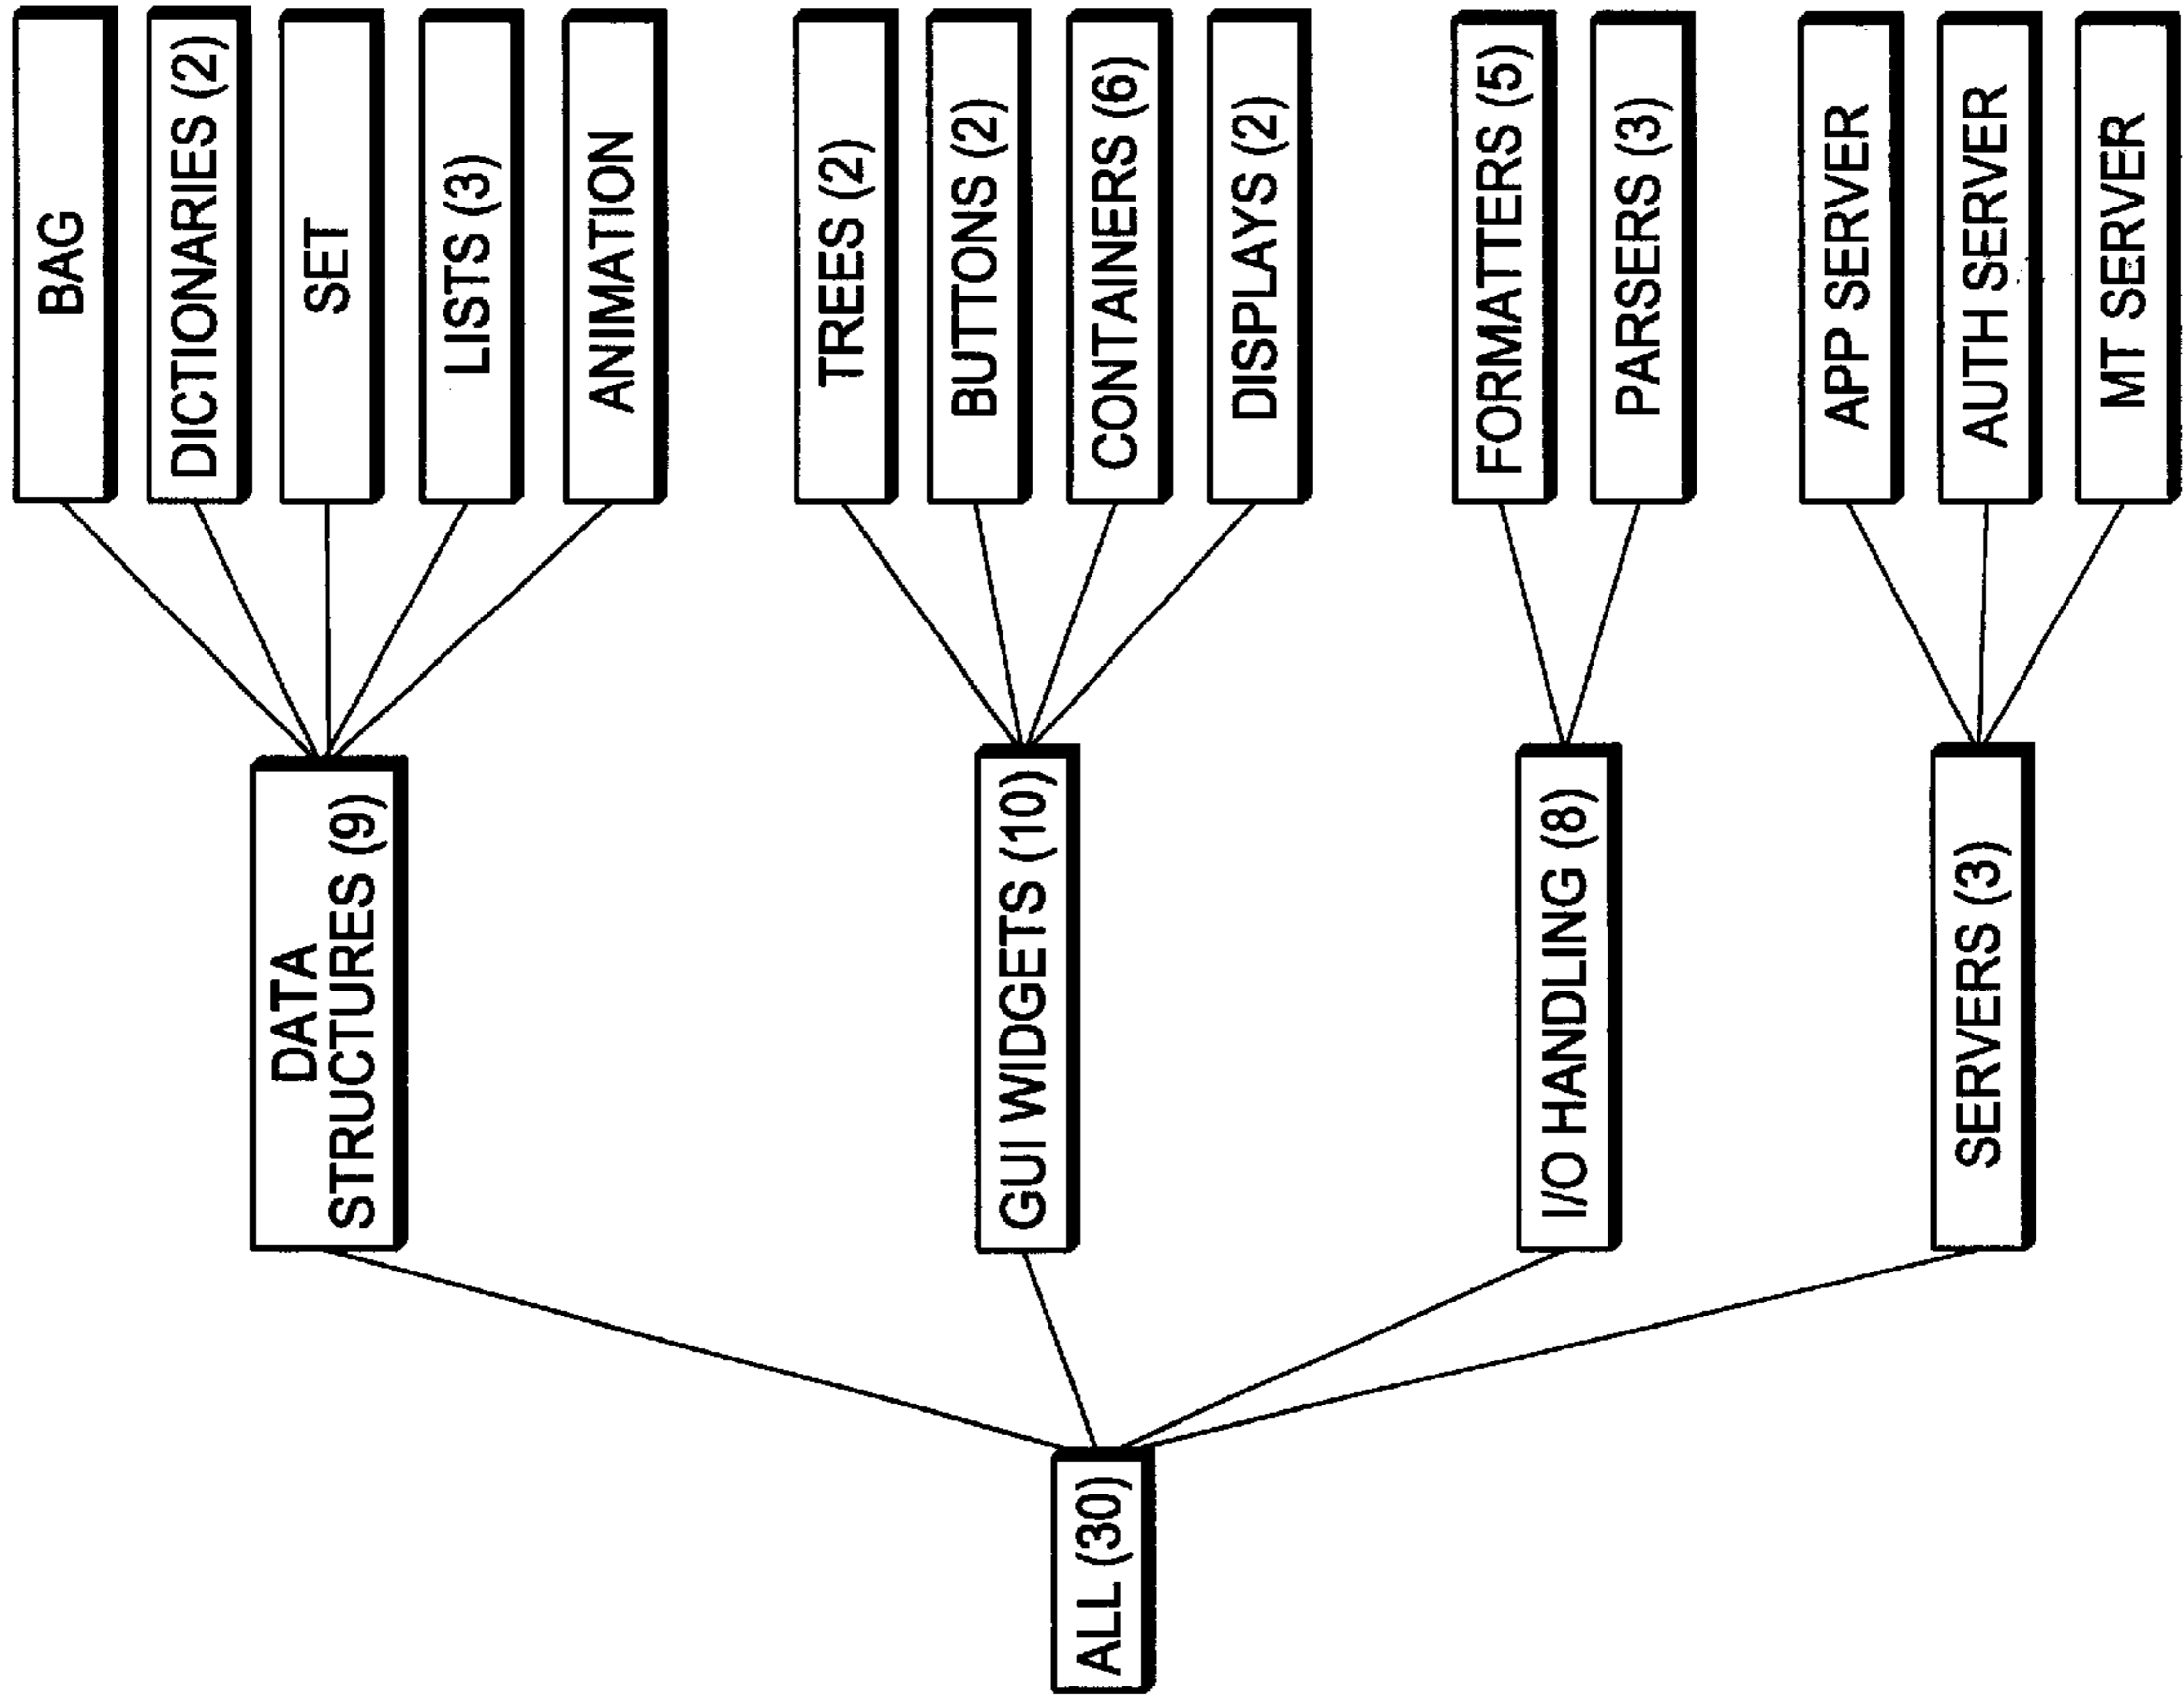 ALL (30)
DATA
STRUCTURES (9)
GUI WIDGETS (10)
I/O HANDLING (8)
SERVERS (3)
BAG
DICTIONARIES (2)
SET
LISTS (3)
ANIMATION
TREES (2)
BUTTONS (2)
CONTAINERS (6)
DISPLAYS (2)
FORMATTERS (5)
PARSERS (3)
APP SERVER
AUTH SERVER
MT SERVER